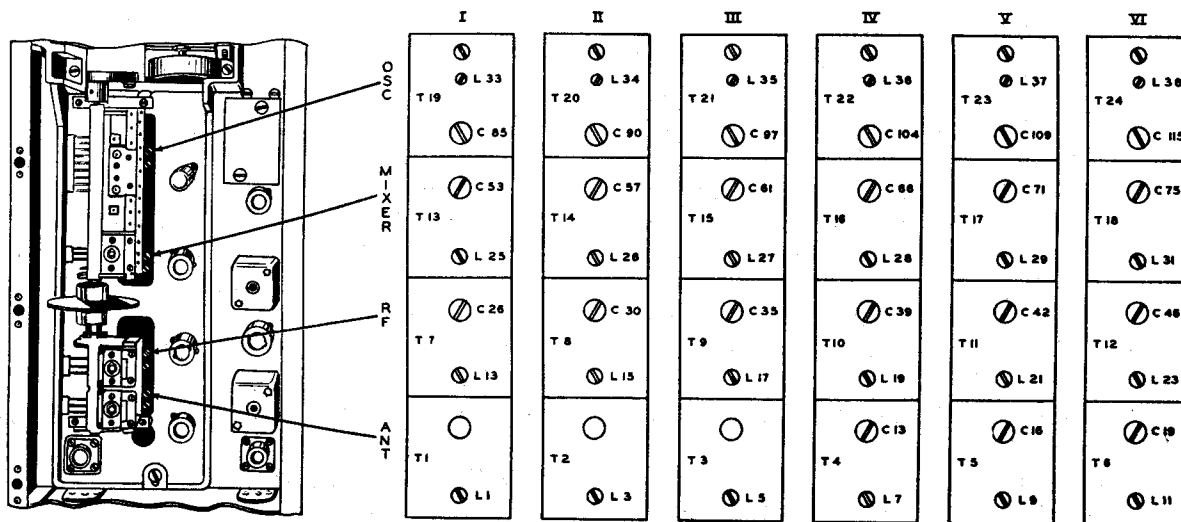 I II III IV V VI
OSC
MIXER
RF
ANT
L 33 L 34 L 35 L 36 L 37 L 38
T 19 T 20 T 21 T 22 T 23 T 24
C 85 C 90 C 97 C 104 C 109 C 115
C 53 C 57 C 61 C 66 C 71 C 75
T 13 T 14 T 15 T 16 T 17 T 18
L 25 L 26 L 27 L 28 L 29 L 31
C 26 C 30 C 35 C 39 C 42 C 46
T 7 T 8 T 9 T 10 T 11 T 12
L 13 L 15 L 17 L 19 L 21 L 23
C 13 C 16 C 19
T 1 T 2 T 3 T 4 T 5 T 6
L 1 L 3 L 5 L 7 L 9 L 11